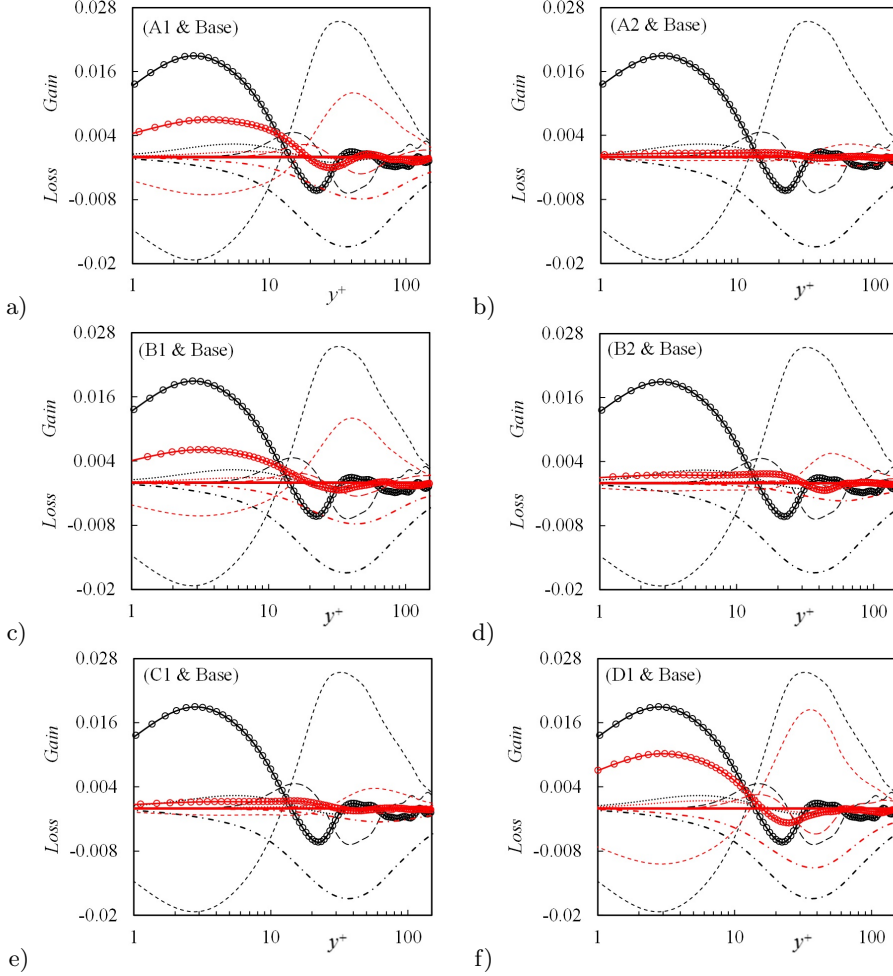 0.028
(A1 & Base)
0.016
Gain
0.004
Loss
-0.008
-0.02
1
10
y⁺
100
a)
0.028
(A2 & Base)
0.016
Gain
0.004
Loss
-0.008
-0.02
1
10
y⁺
100
b)
0.028
(B1 & Base)
0.016
Gain
0.004
Loss
-0.008
-0.02
1
10
y⁺
100
c)
0.028
(B2 & Base)
0.016
Gain
0.004
Loss
-0.008
-0.02
1
10
y⁺
100
d)
0.028
(C1 & Base)
0.016
Gain
0.004
Loss
-0.008
-0.02
1
10
y⁺
100
e)
0.028
(D1 & Base)
0.016
Gain
0.004
Loss
-0.008
-0.02
1
10
y⁺
100
f)